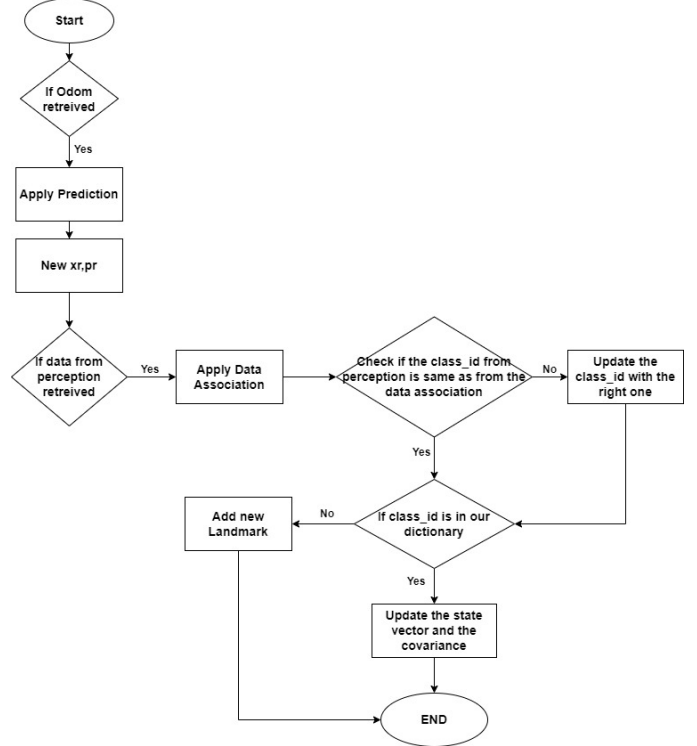 Start
If Odom
retreived
Yes
Apply Prediction
New xr,pr
If data from
perception
retreived
Yes
Apply Data
Association
Check if the class_id from
perception is same as from the
data association
No
Update the
class_id with the
right one
Yes
Add new
Landmark
No
If class_id is in our
dictionary
Yes
Update the state
vector and the
covariance
END